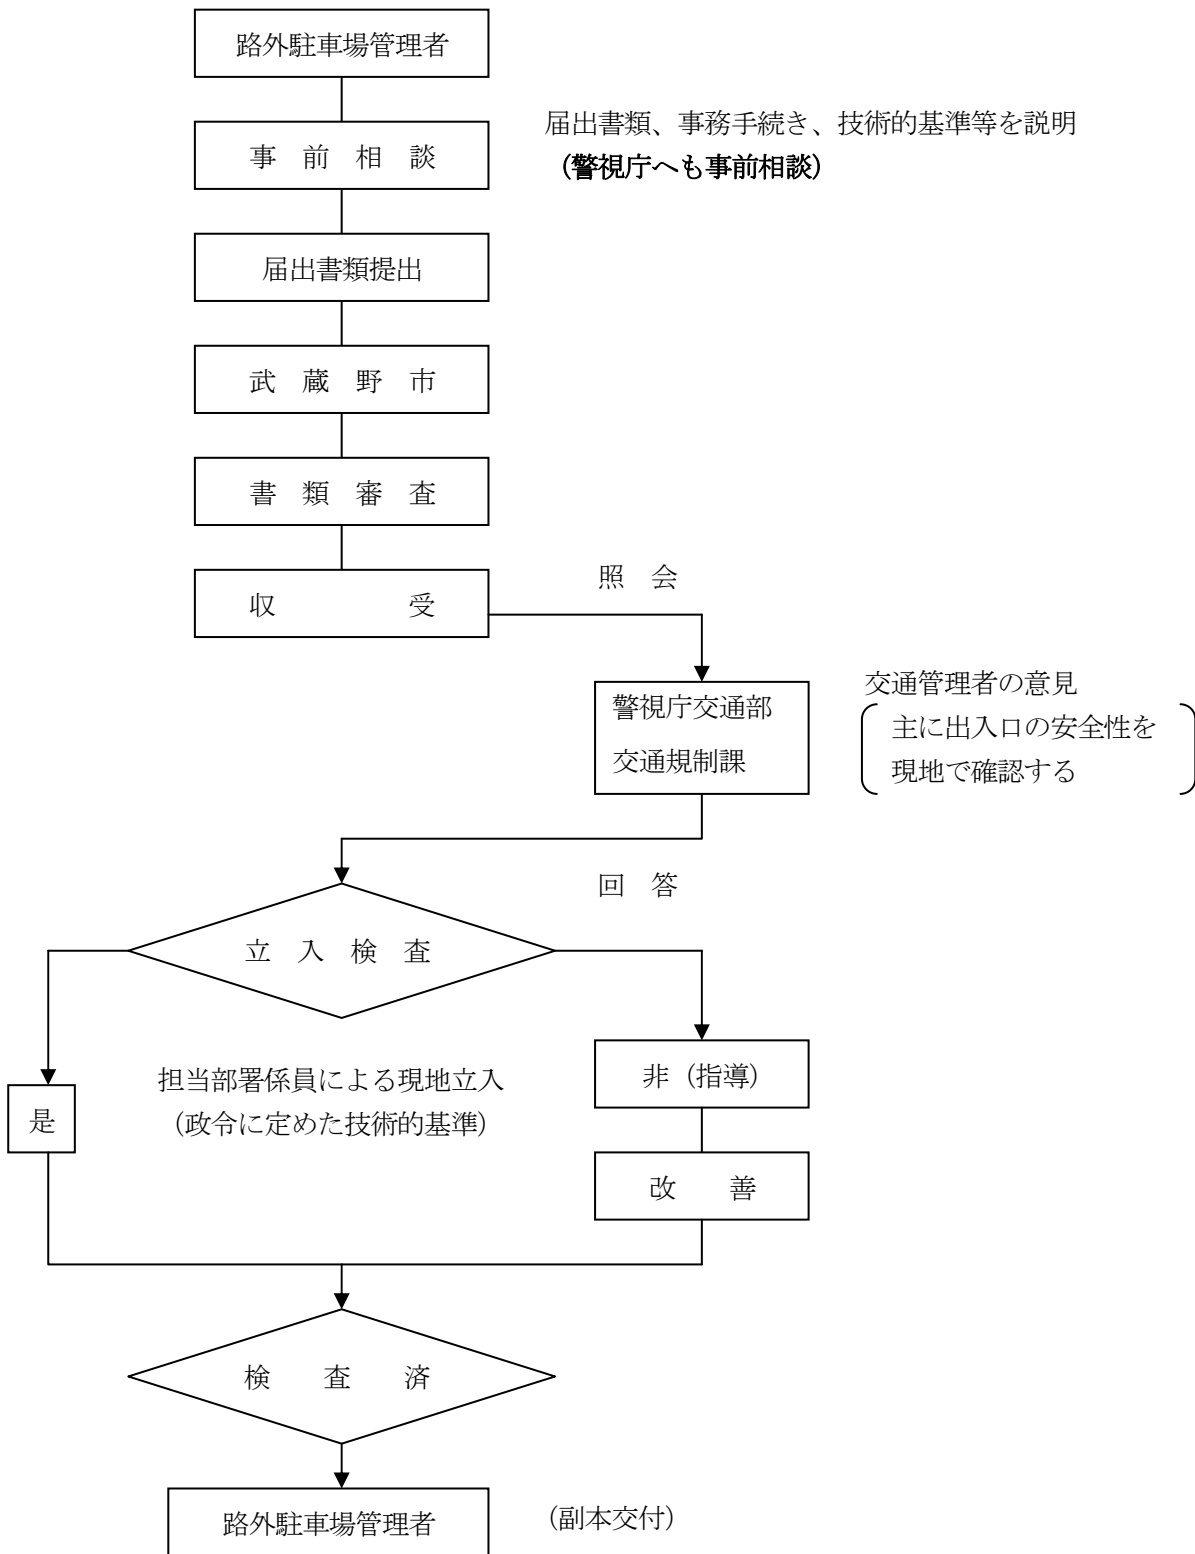 路外駐車場管理者
事　前　相　談
届出書類、事務手続き、技術的基準等を説明
（警視庁へも事前相談）
届出書類提出
武　蔵　野　市
書　類　審　査
収　　　　　受
照　会
警視庁交通部
交通規制課
交通管理者の意見
主に出入口の安全性を
現地で確認する
回　答
立　入　検　査
是
担当部署係員による現地立入
（政令に定めた技術的基準）
非（指導）
改　　善
検　　査　　済
路外駐車場管理者
（副本交付）